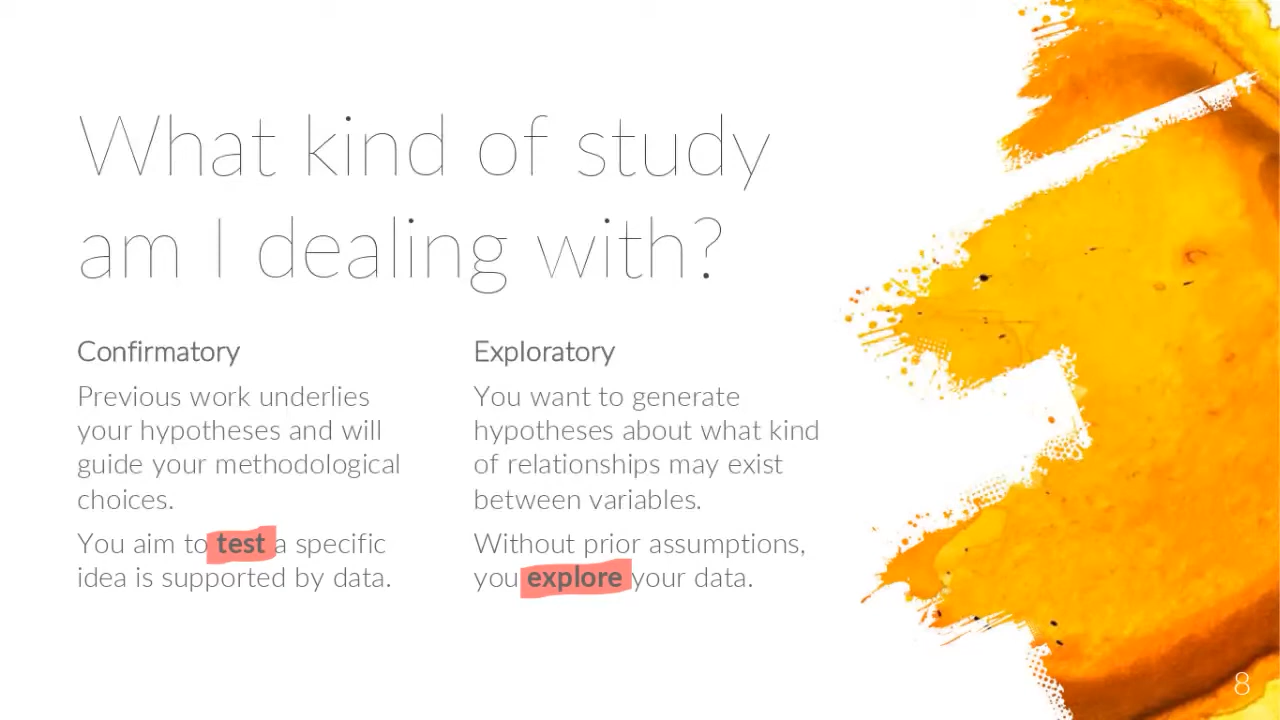 What kind of study
am I dealing with?
Confirmatory
Previous work underlies
your hypotheses and will
guide your methodological
choices.
You aim to test a specific
idea is supported by data.
Exploratory
You want to generate
hypotheses about what kind
of relationships may exist
between variables.
Without prior assumptions,
you explore your data.
8